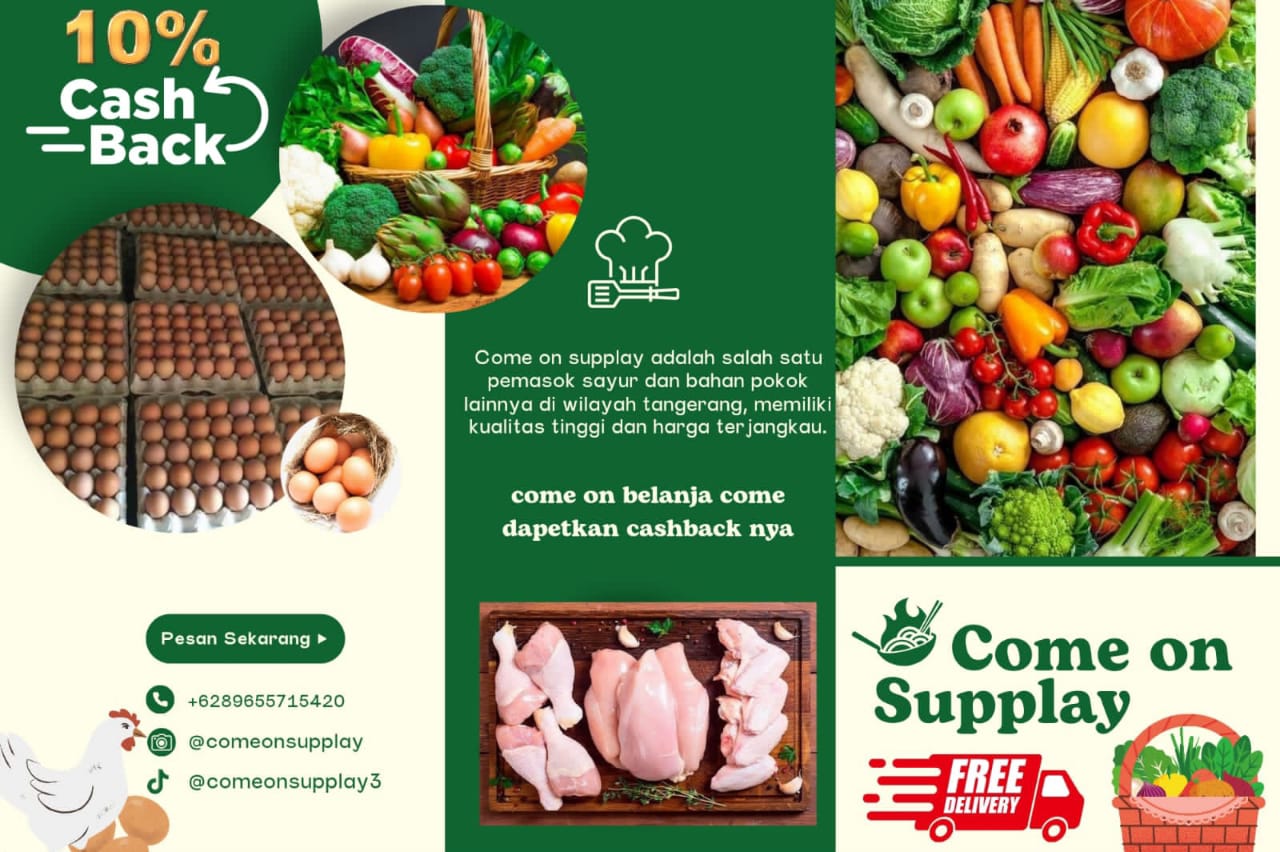 10%
Cash
Back
Pesan Sekarang
+6289655715420
@comeonsupplay
@comeonsupplay3
Come on supplay adalah salah satu
pemasok sayur dan bahan pokok
lainnya di wilayah tangerang, memiliki
kualitas tinggi dan harga terjangkau.
come on belanja come
dapetkan cashback nya
Come on
Supplay
FREE
DELIVERY